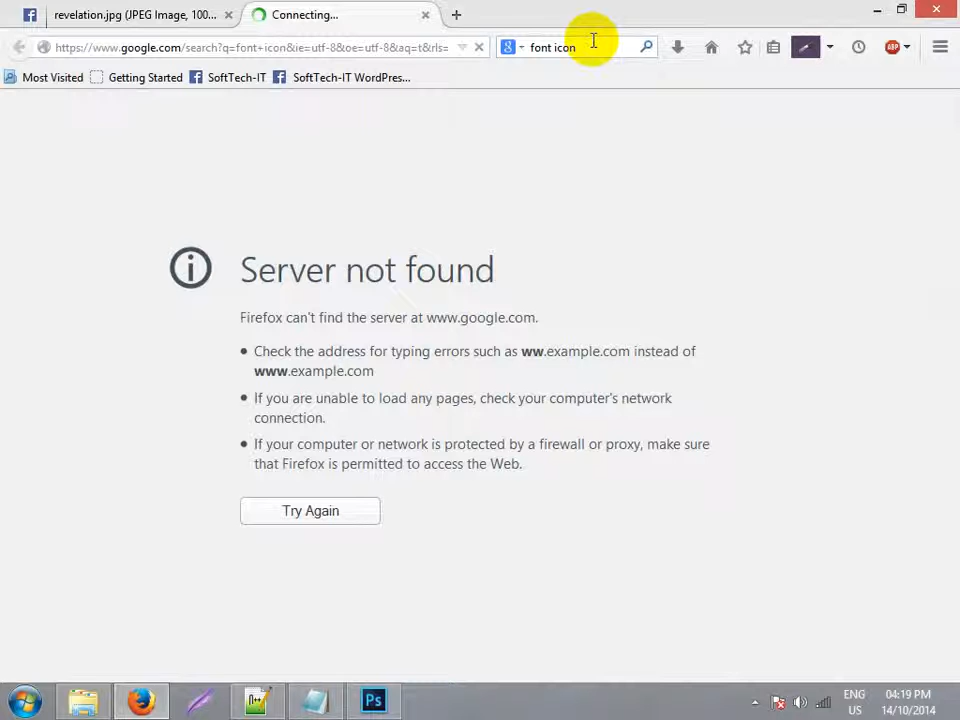 revelation.jpg (JPEG Image, 100...
Connecting...
https://www.google.com/search?q=font+icon&ie=utf-8&oe=utf-8&aq=t&rls=
font icon
ABP
Most Visited
Getting Started
SoftTech-IT
SoftTech-IT WordPres...
Server not found
Firefox can't find the server at www.google.com.
Check the address for typing errors such as ww.example.com instead of
www.example.com
If you are unable to load any pages, check your computer's network
connection.
If your computer or network is protected by a firewall or proxy, make sure
that Firefox is permitted to access the Web.
Try Again
Ps
ENG
US
04:19 PM
14/10/2014